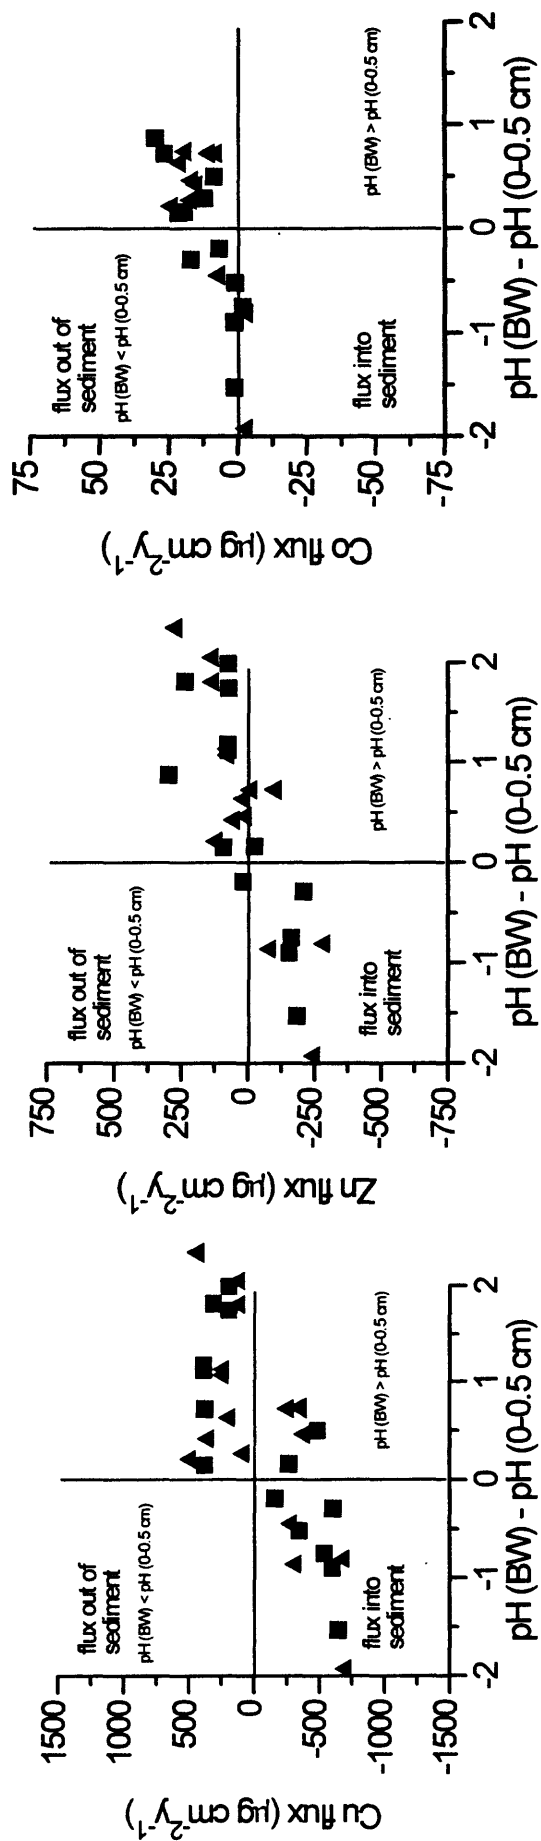 Cu flux (µg cm⁻²y⁻¹)
1500
1000
500
0
-500
-1000
-1500
flux out of
sediment
pH (BW) < pH (0-0.5 cm)
flux into
sediment
pH (BW) > pH (0-0.5 cm)
-2
-1
0
1
2
pH (BW) - pH (0-0.5 cm)
Zn flux (µg cm⁻²y⁻¹)
750
500
250
0
-250
-500
-750
flux out of
sediment
pH (BW) < pH (0-0.5 cm)
flux into
sediment
pH (BW) > pH (0-0.5 cm)
-2
-1
0
1
2
pH (BW) - pH (0-0.5 cm)
Co flux (µg cm⁻²y⁻¹)
75
50
25
0
-25
-50
-75
flux out of
sediment
pH (BW) < pH (0-0.5 cm)
flux into
sediment
pH (BW) > pH (0-0.5 cm)
-2
-1
0
1
2
pH (BW) - pH (0-0.5 cm)